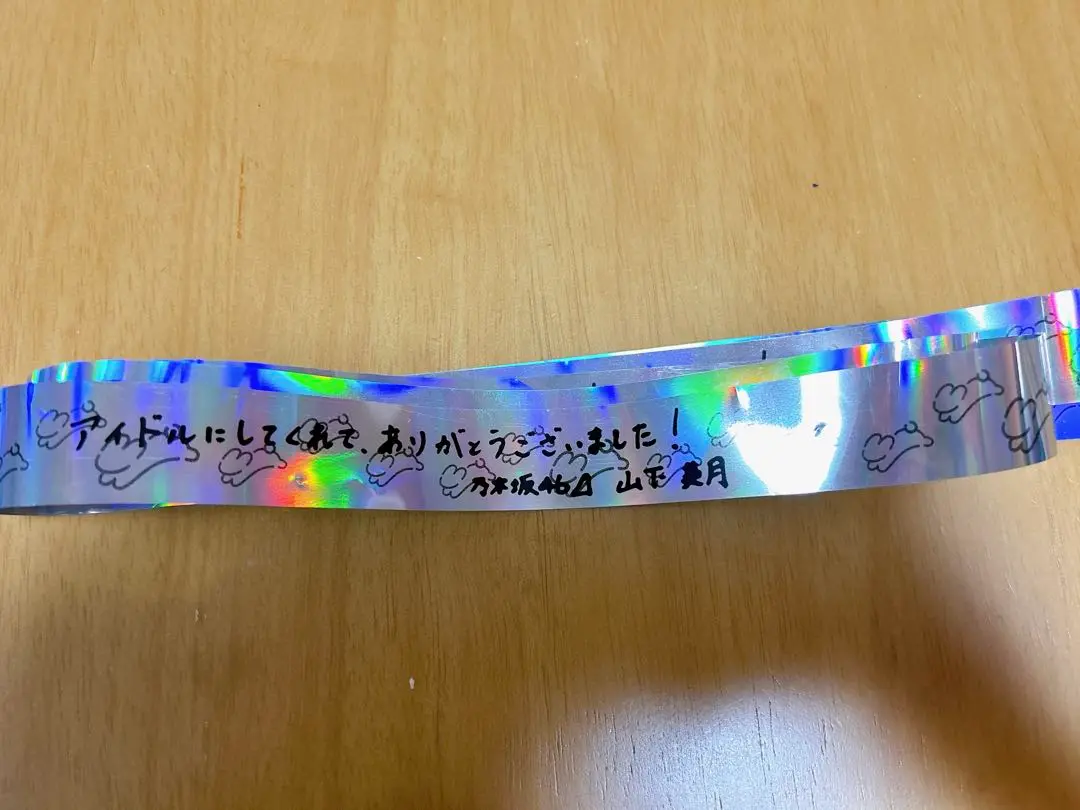 アイドルにしてくれて、ありがとうございました！
乃木坂46⊿ 山下美月